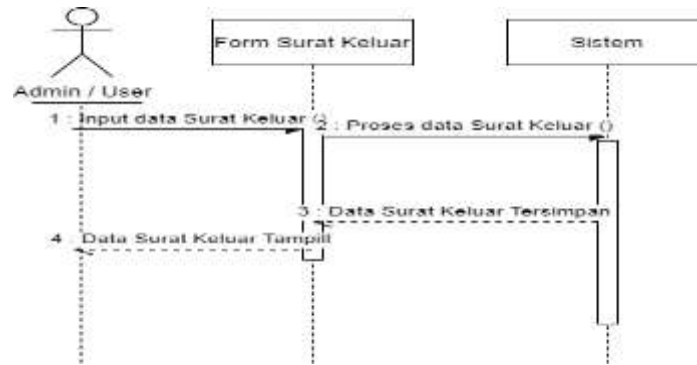 Form Surat Keluar
Sistem
Admin / User
1 : Input data Surat Keluar ()
2 : Proses data Surat Keluar ()
3 : Data Surat Keluar Tersimpan
4 : Data Surat Keluar Tampill